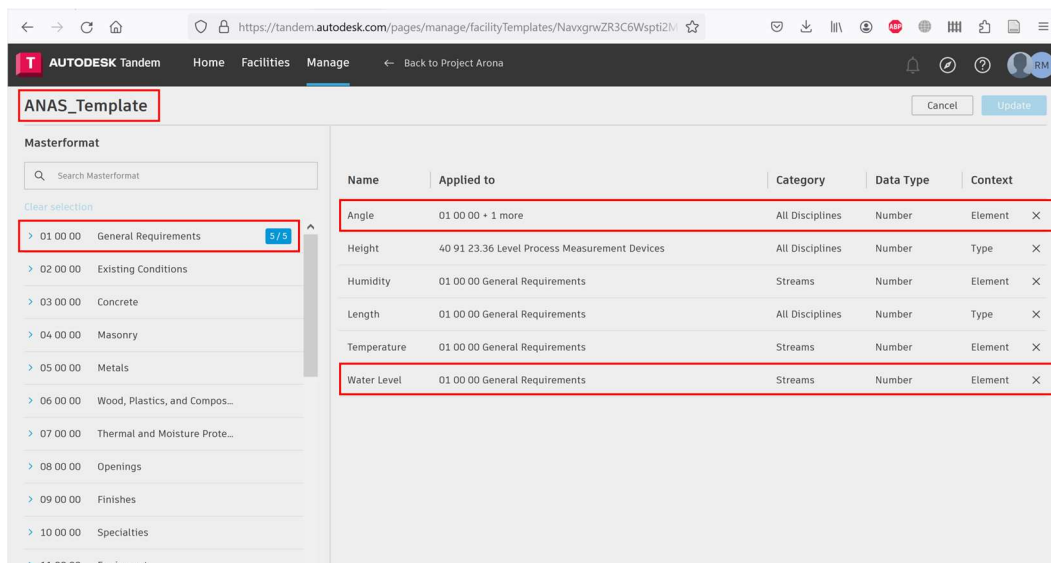 https://tandem.autodesk.com/pages/manage/facilityTemplates/NavxgrwZR3C6Wspti2M
ABP
T AUTODESK Tandem Home Facilities Manage ← Back to Project Arona RM
ANAS_Template Cancel Update
Masterformat
Search Masterformat
Clear selection
> 01 00 00 General Requirements 5/5
> 02 00 00 Existing Conditions
> 03 00 00 Concrete
> 04 00 00 Masonry
> 05 00 00 Metals
> 06 00 00 Wood, Plastics, and Compos...
> 07 00 00 Thermal and Moisture Prote...
> 08 00 00 Openings
> 09 00 00 Finishes
> 10 00 00 Specialties
Name Applied to Category Data Type Context
Angle 01 00 00 + 1 more All Disciplines Number Element ×
Height 40 91 23.36 Level Process Measurement Devices All Disciplines Number Type ×
Humidity 01 00 00 General Requirements Streams Number Element ×
Length 01 00 00 General Requirements All Disciplines Number Type ×
Temperature 01 00 00 General Requirements Streams Number Element ×
Water Level 01 00 00 General Requirements Streams Number Element ×